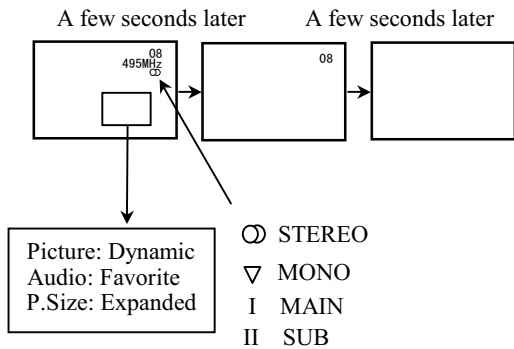 A few seconds later
A few seconds later
08
495MHz
08
Picture: Dynamic
Audio: Favorite
P.Size: Expanded
STEREO
MONO
I MAIN
II SUB